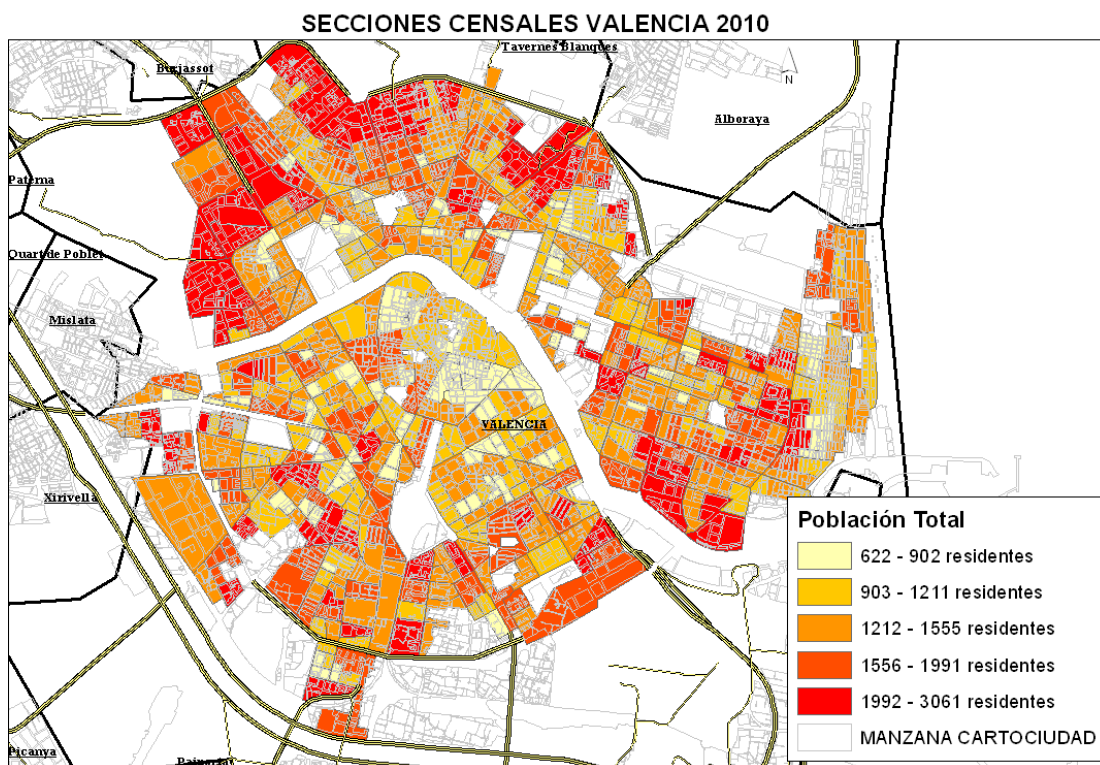 SECCIONES CENSALES VALENCIA 2010
Tavernes Blanques
Burjassot
N
Alboraya
Paterna
Quart de Poblet
Mislata
VALENCIA
Xirivella
Picanya
Población Total
622 - 902 residentes
903 - 1211 residentes
1212 - 1555 residentes
1556 - 1991 residentes
1992 - 3061 residentes
MANZANA CARTOCIUDAD